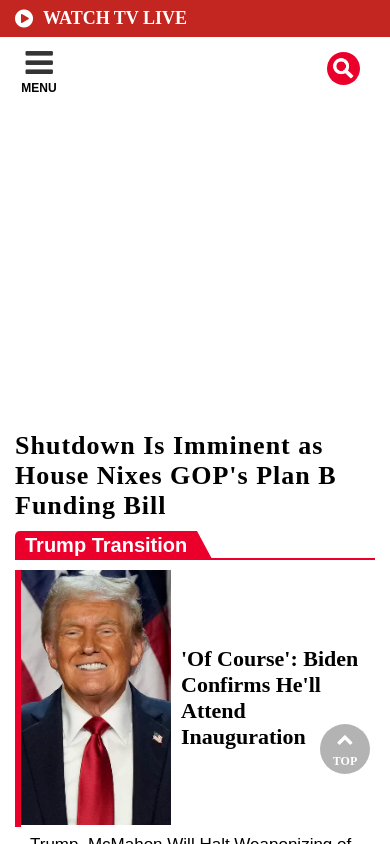 WATCH TV LIVE
MENU
Shutdown Is Imminent as
House Nixes GOP's Plan B
Funding Bill
Trump Transition
'Of Course': Biden
Confirms He'll
Attend
Inauguration
TOP
Trump, McMahon Will Halt Weaponizing of